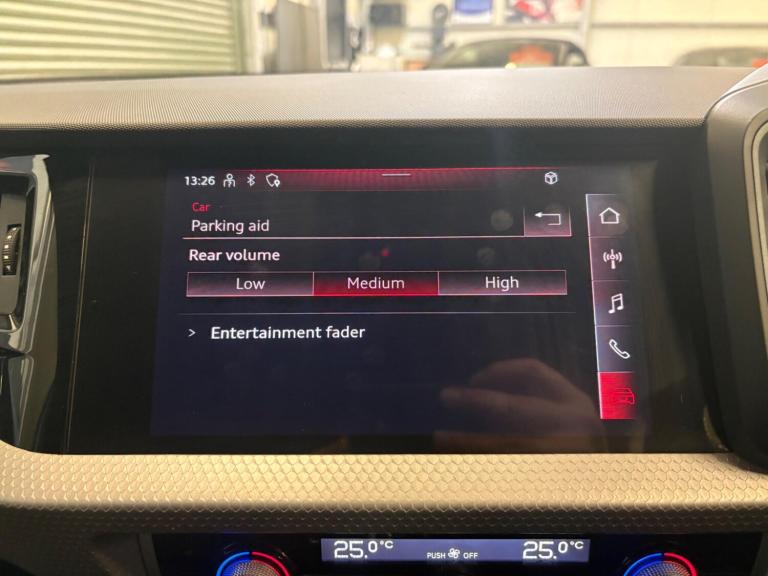 13:26
Car
Parking aid
Rear volume
Low Medium High
> Entertainment fader
25.0°C PUSH OFF 25.0°C